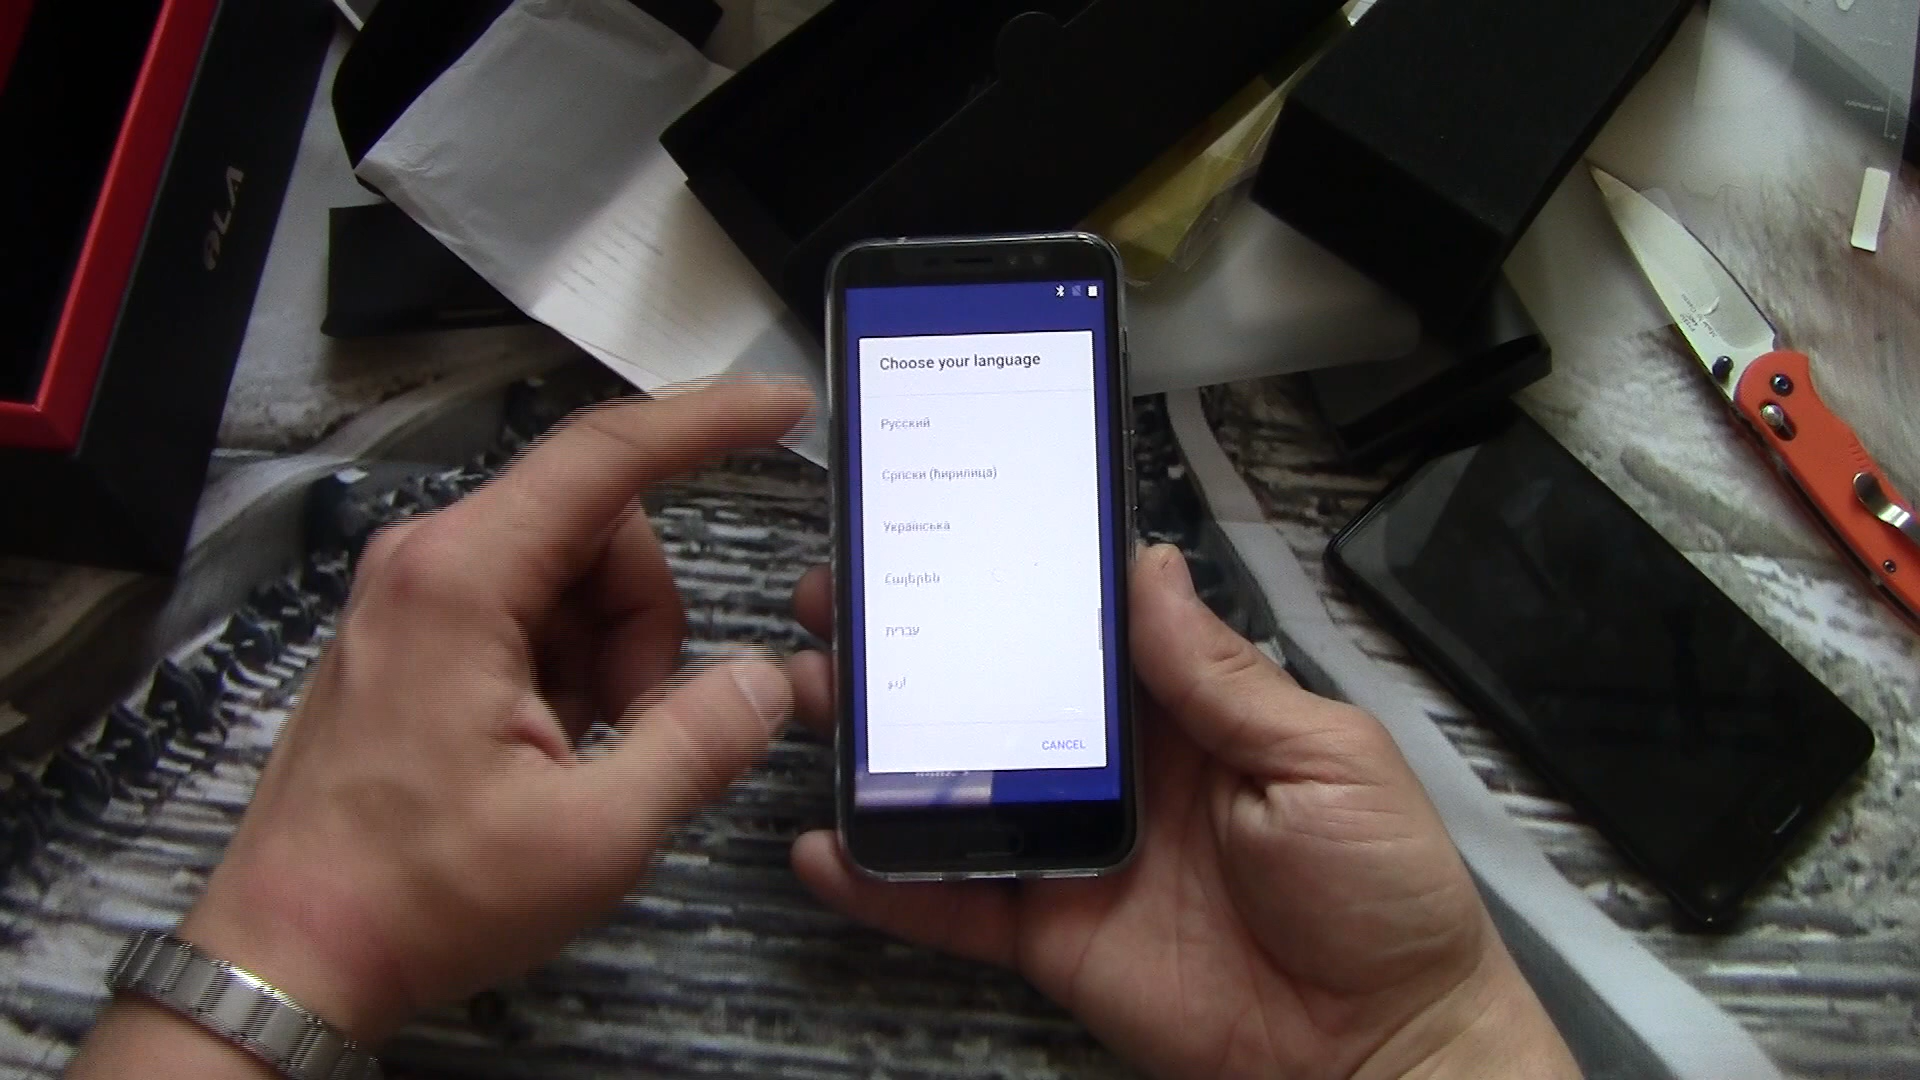 Choose your language
Русский
Српски (ћирилица)
Українська
Հայերեն
עברית
اردو
CANCEL